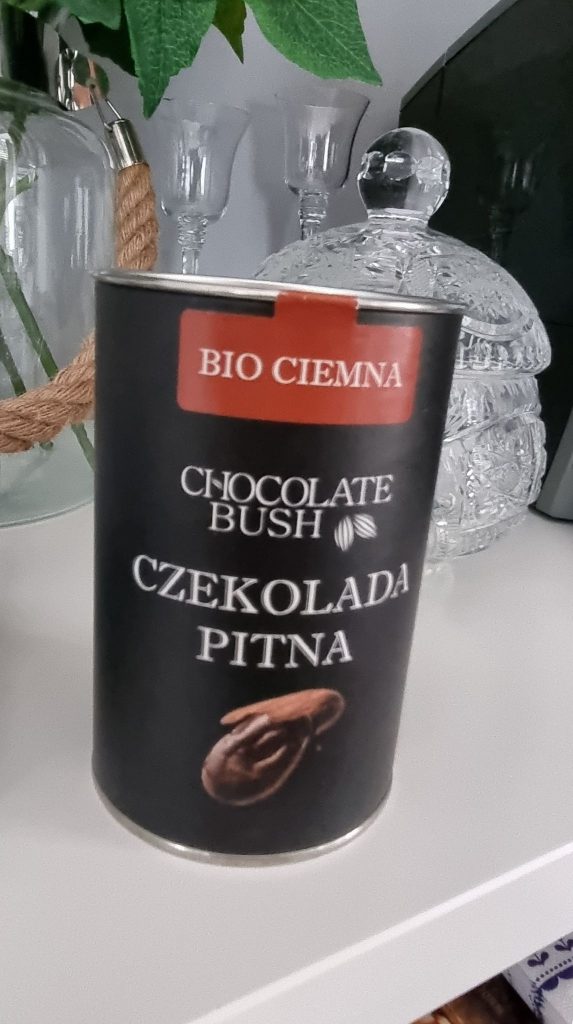 BIO CIEMNA
CHOCOLATE
BUSH
CZEKOLADA
PITNA